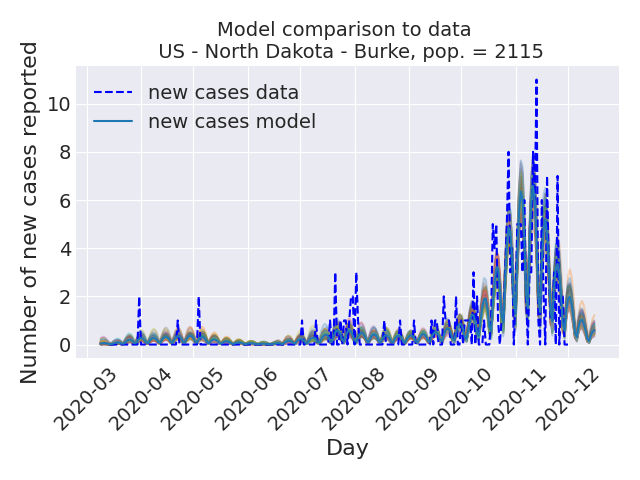 Model comparison to data
US - North Dakota - Burke, pop. = 2115
Number of new cases reported
10
8
6
4
2
0
new cases data
new cases model
2020-03
2020-04
2020-05
2020-06
2020-07
2020-08
2020-09
2020-10
2020-11
2020-12
Day